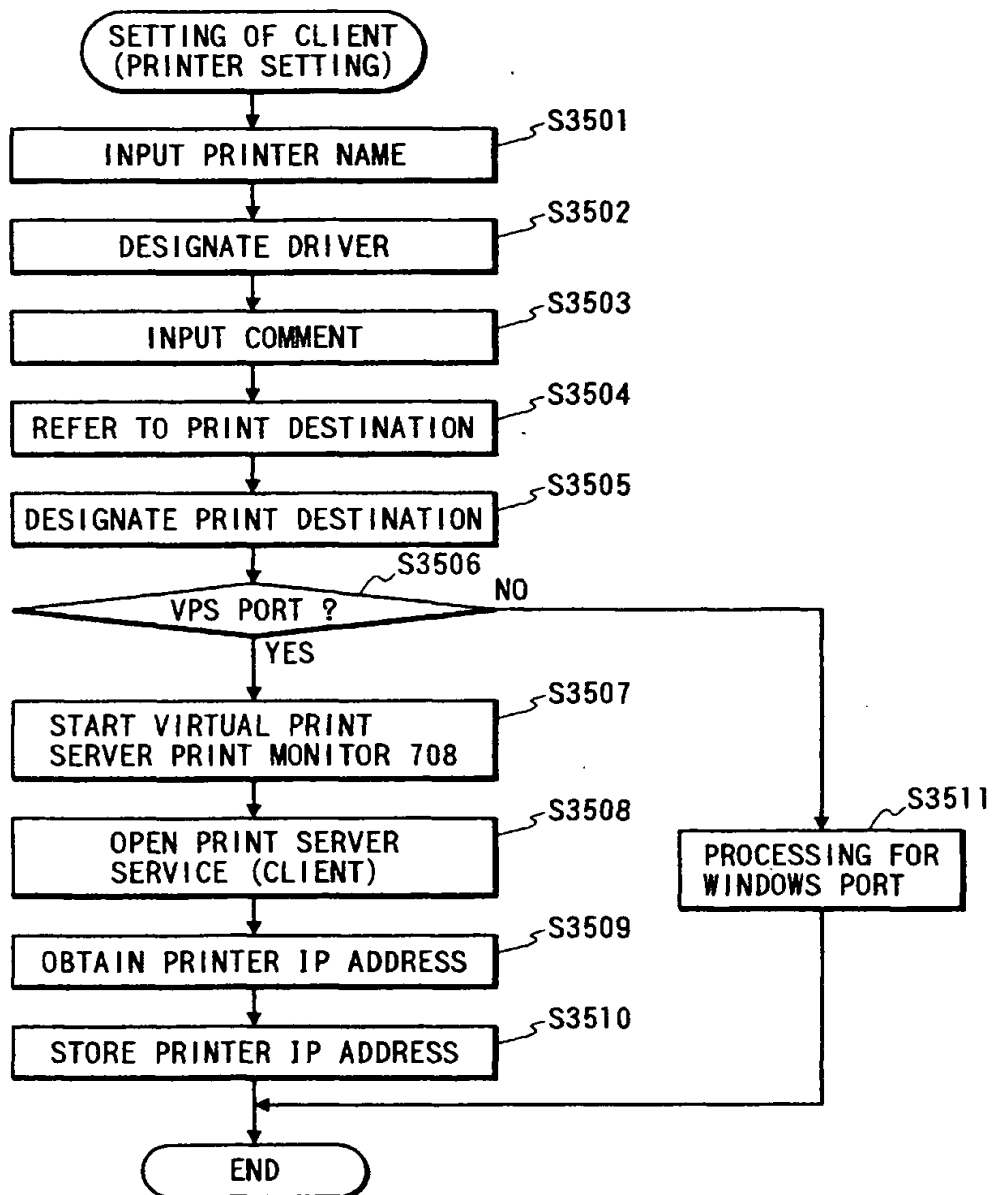 SETTING OF CLIENT
(PRINTER SETTING)
S3501
INPUT PRINTER NAME
S3502
DESIGNATE DRIVER
S3503
INPUT COMMENT
S3504
REFER TO PRINT DESTINATION
S3505
DESIGNATE PRINT DESTINATION
S3506
VPS PORT ?
NO
YES
S3507
START VIRTUAL PRINT
SERVER PRINT MONITOR 708
S3508
OPEN PRINT SERVER
SERVICE (CLIENT)
S3511
PROCESSING FOR
WINDOWS PORT
S3509
OBTAIN PRINTER IP ADDRESS
S3510
STORE PRINTER IP ADDRESS
END